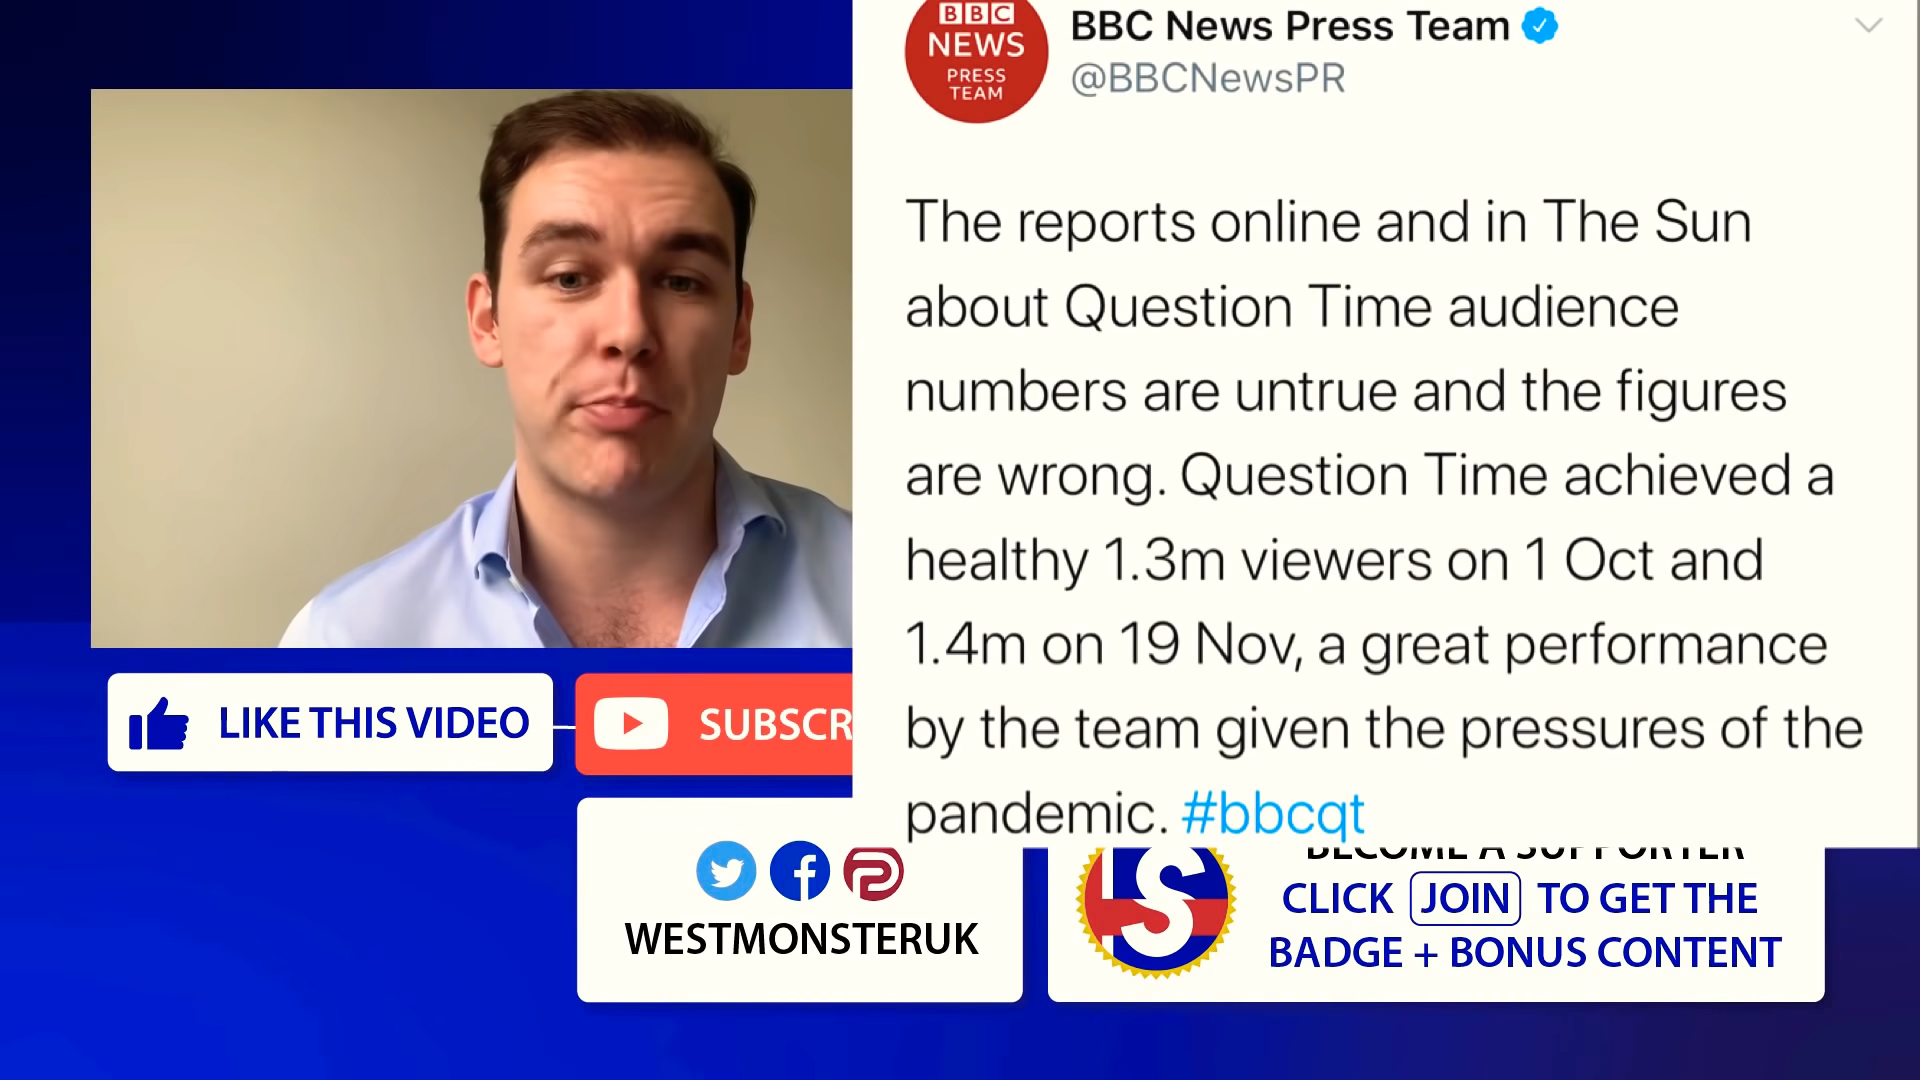 BBC
NEWS
PRESS
TEAM
BBC News Press Team
@BBCNewsPR
The reports online and in The Sun
about Question Time audience
numbers are untrue and the figures
are wrong. Question Time achieved a
healthy 1.3m viewers on 1 Oct and
1.4m on 19 Nov, a great performance
by the team given the pressures of the
pandemic. #bbcqt
LIKE THIS VIDEO
SUBSCR
WESTMONSTERUK
BECOME A SUPPORTER
CLICK JOIN TO GET THE
BADGE + BONUS CONTENT